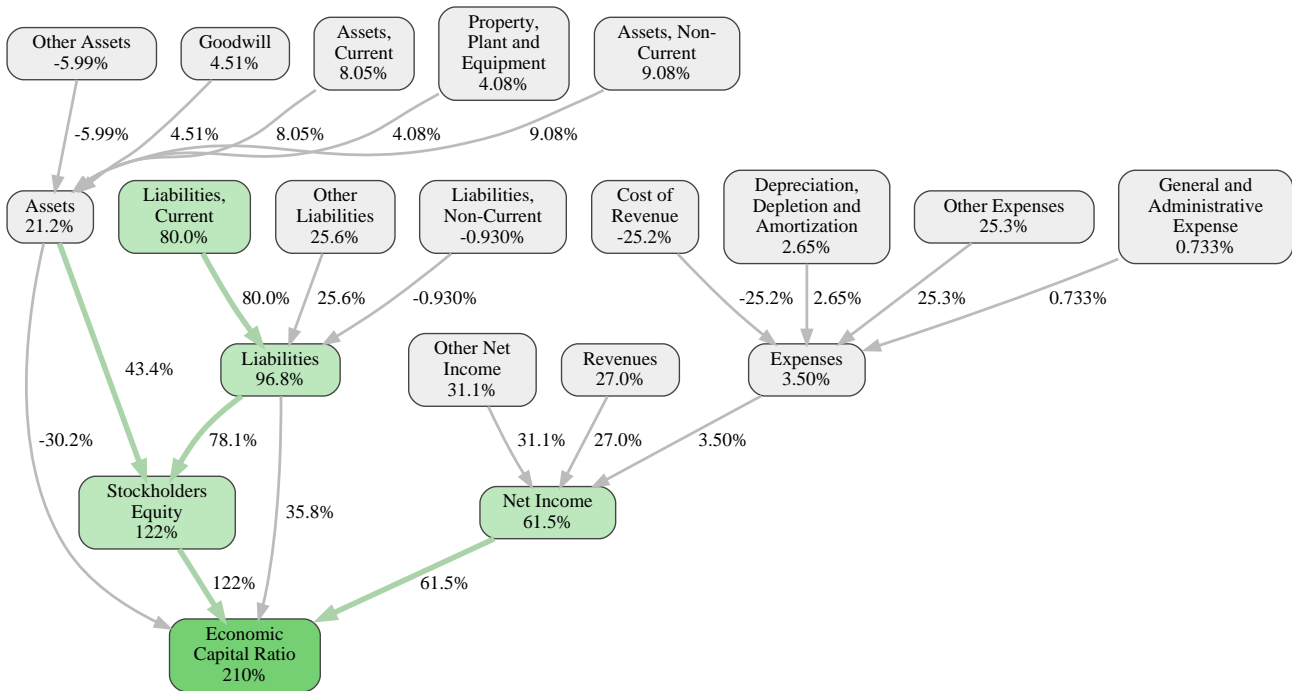 Other Assets
-5.99%
Goodwill
4.51%
Assets,
Current
8.05%
Property,
Plant and
Equipment
4.08%
Assets, Non-
Current
9.08%
-5.99%
4.51%
8.05%
4.08%
9.08%
Assets
21.2%
Liabilities,
Current
80.0%
Other
Liabilities
25.6%
Liabilities,
Non-Current
-0.930%
Cost of
Revenue
-25.2%
Depreciation,
Depletion and
Amortization
2.65%
Other Expenses
25.3%
General and
Administrative
Expense
0.733%
80.0%
25.6%
-0.930%
-25.2%
2.65%
25.3%
0.733%
43.4%
Liabilities
96.8%
Other Net
Income
31.1%
Revenues
27.0%
Expenses
3.50%
-30.2%
78.1%
31.1%
27.0%
3.50%
Stockholders
Equity
122%
35.8%
Net Income
61.5%
122%
61.5%
Economic
Capital Ratio
210%